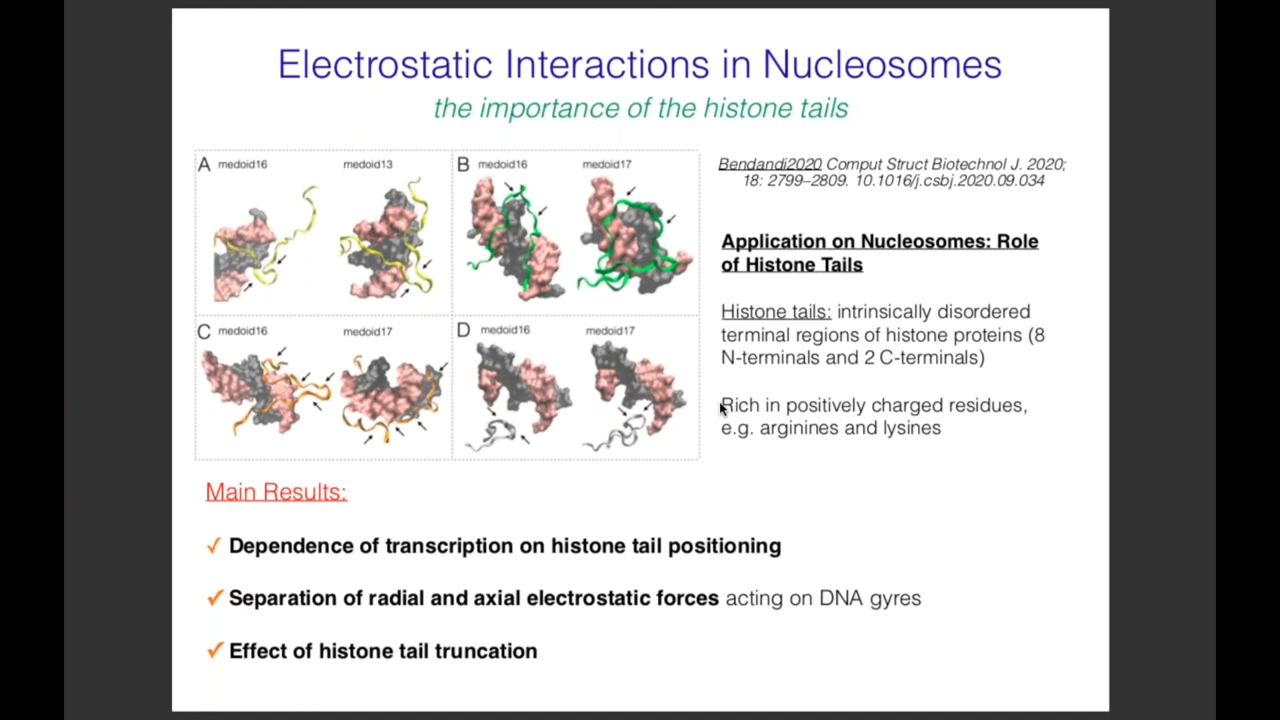 Electrostatic Interactions in Nucleosomes
the importance of the histone tails
A medoid16 medoid13
B medoid16 medoid17
C medoid16 medoid17
D medoid16 medoid17
Bendandi2020 Comput Struct Biotechnol J. 2020;
18: 2799–2809. 10.1016/j.csbj.2020.09.034
Application on Nucleosomes: Role
of Histone Tails
Histone tails: intrinsically disordered
terminal regions of histone proteins (8
N-terminals and 2 C-terminals)
Rich in positively charged residues,
e.g. arginines and lysines
Main Results:
✓ Dependence of transcription on histone tail positioning
✓ Separation of radial and axial electrostatic forces acting on DNA gyres
✓ Effect of histone tail truncation